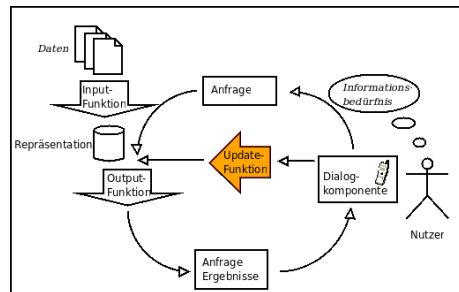 Daten
Input-
Funktion
Repräsentation
Output-
Funktion
Anfrage
Update-
Funktion
Anfrage
Ergebnisse
Informations-
bedürfnis
Dialog-
komponente
Nutzer